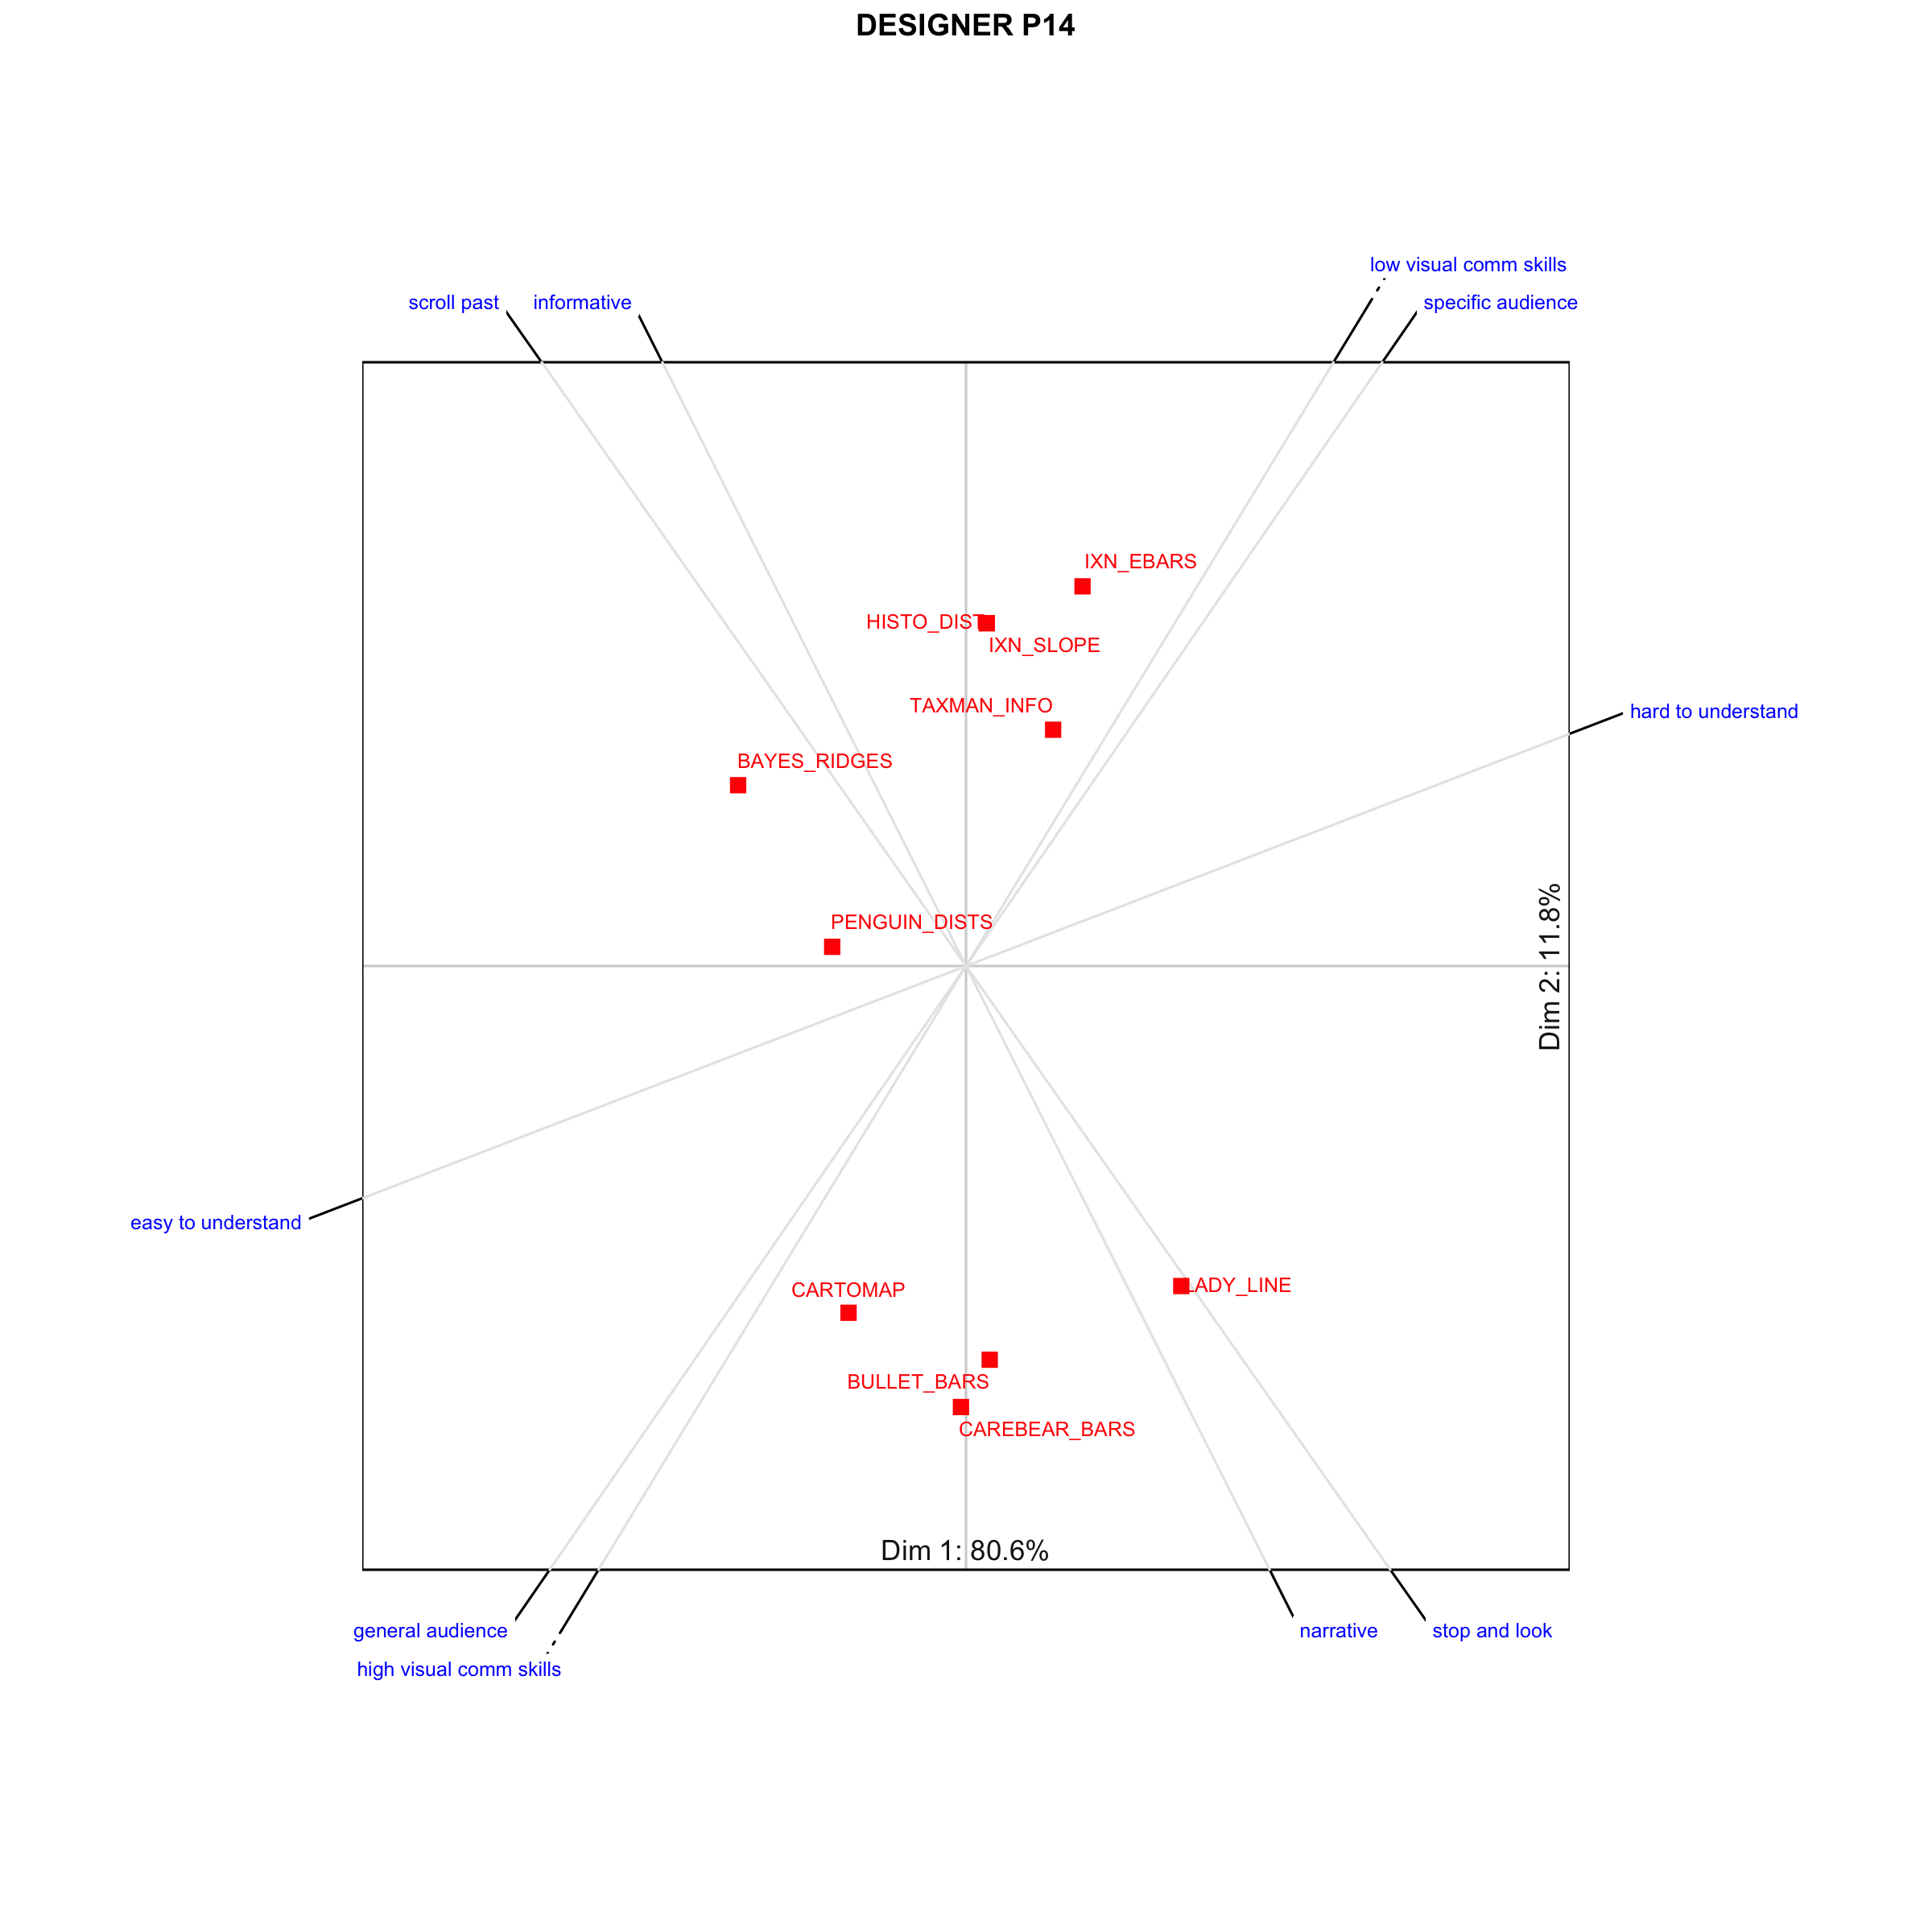 DESIGNER P14
low visual comm skills
scroll past
informative
specific audience
IXN_EBARS
HISTO_DIST
IXN_SLOPE
TAXMAN_INFO
hard to understand
BAYES_RIDGES
PENGUIN_DISTS
Dim 2: 11.8%
easy to understand
CARTOMAP
LADY_LINE
BULLET_BARS
CAREBEAR_BARS
Dim 1: 80.6%
general audience
narrative
stop and look
high visual comm skills